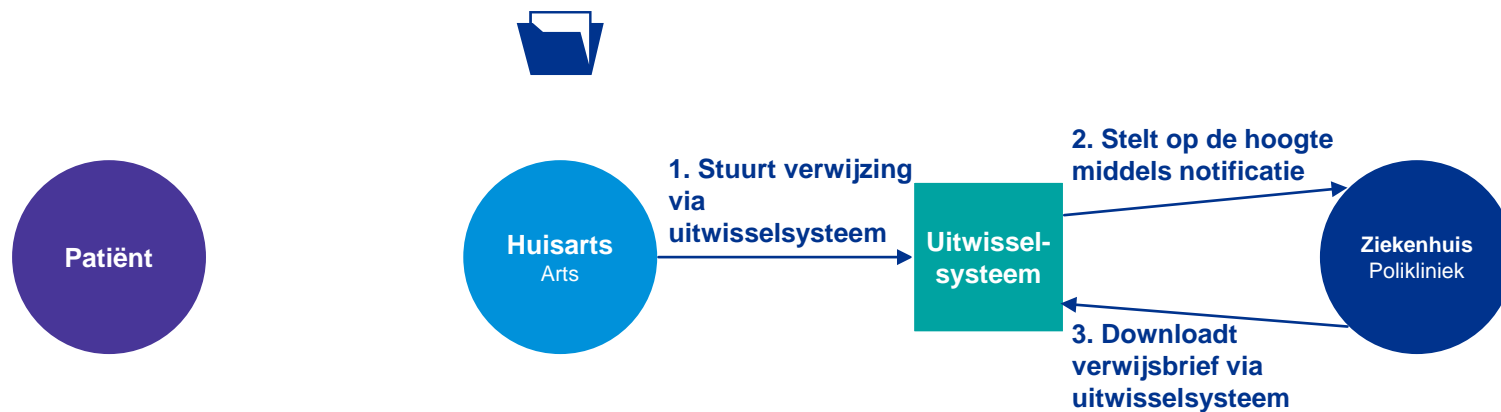 Patiënt
Huisarts
Arts
1. Stuurt verwijzing
via
uitwisselsysteem
Uitwissel-
systeem
2. Stelt op de hoogte
middels notificatie
Ziekenhuis
Polikliniek
3. Downloadt
verwijsbrief via
uitwisselsysteem